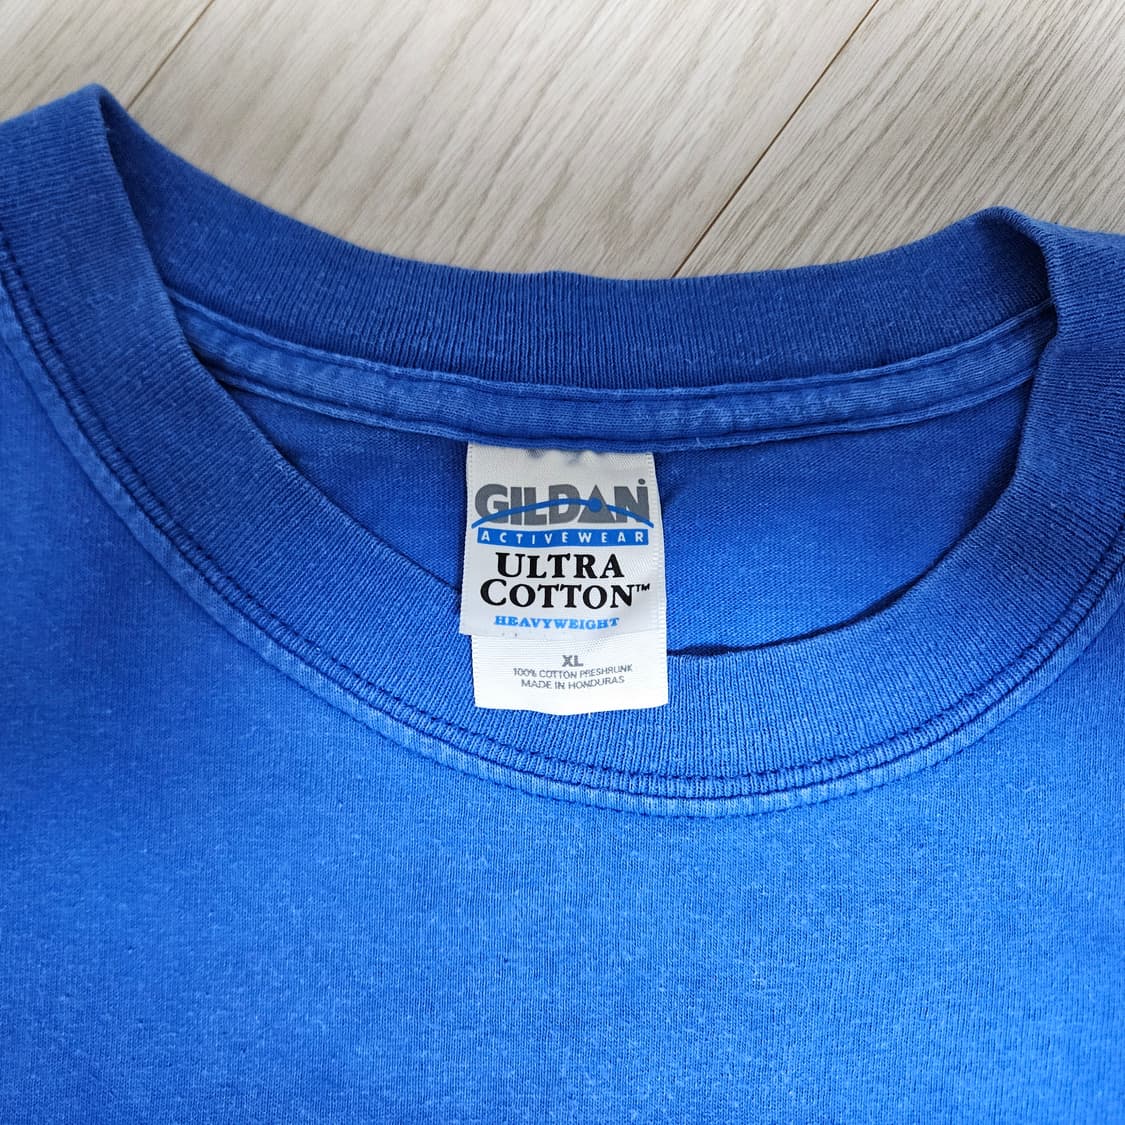 GILDAN
ACTIVEWEAR
ULTRA
COTTON™
HEAVYWEIGHT
XL
100% COTTON PRESHRUNK
MADE IN HONDURAS